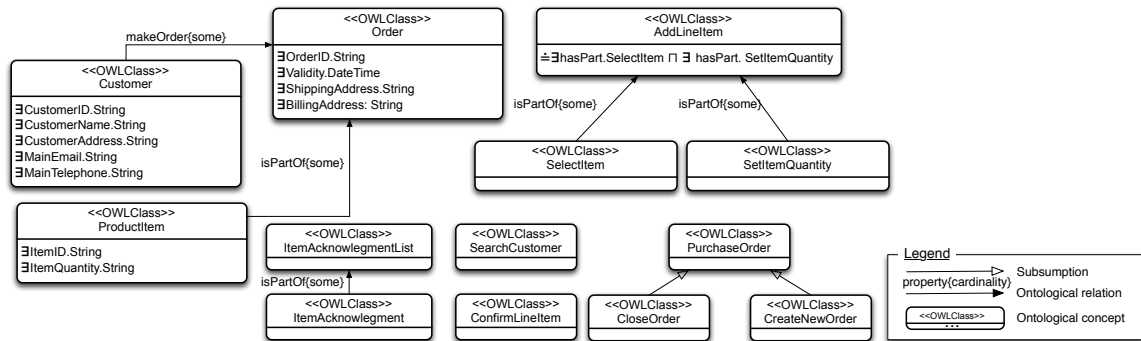 <<OWLClass>>
Order
∃OrderID.String
∃Validity.DateTime
∃ShippingAddress.String
∃BillingAddress: String
makeOrder{some}
<<OWLClass>>
Customer
∃CustomerID.String
∃CustomerName.String
∃CustomerAddress.String
∃MainEmail.String
∃MainTelephone.String
isPartOf{some}
<<OWLClass>>
ProductItem
∃ItemID.String
∃ItemQuantity.String
<<OWLClass>>
AddLineItem
≐∃hasPart.SelectItem ⊓ ∃ hasPart. SetItemQuantity
isPartOf{some}
isPartOf{some}
<<OWLClass>>
SelectItem
<<OWLClass>>
SetItemQuantity
<<OWLClass>>
ItemAcknowlegmentList
isPartOf{some}
<<OWLClass>>
ItemAcknowlegment
<<OWLClass>>
SearchCustomer
<<OWLClass>>
ConfirmLineItem
<<OWLClass>>
PurchaseOrder
<<OWLClass>>
CloseOrder
<<OWLClass>>
CreateNewOrder
Legend
Subsumption
property{cardinality}
Ontological relation
<<OWLClass>>
...
Ontological concept